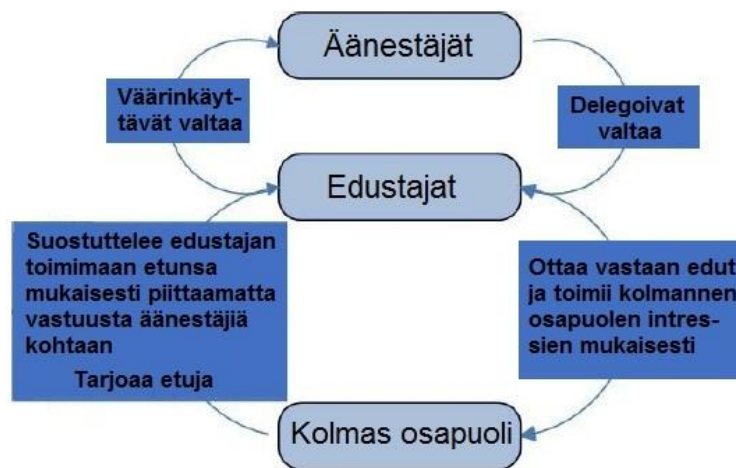 Äänestäjät
Väärinkäyt-
tävät valtaa
Delegoivat
valtaa
Edustajat
Suostuttelee edustajan
toimimaan etunsa
mukaisesti piittaamatta
vastuusta äänestäjiä
kohtaan
Tarjoaa etuja
Ottaa vastaan edut
ja toimii kolmannen
osapuolen intres-
sien mukaisesti
Kolmas osapuoli